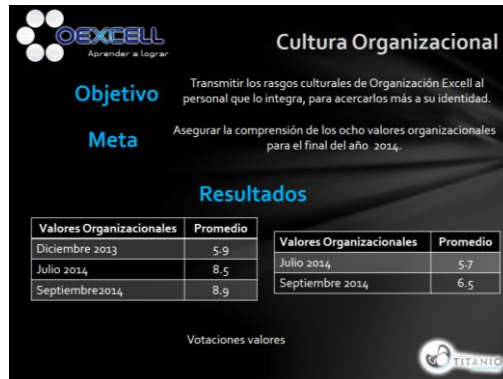 OEXCELL
Aprender a lograr
Cultura Organizacional
Objetivo
Transmitir los rasgos culturales de Organización Excell al
personal que lo integra, para acercarlos más a su identidad.
Meta
Asegurar la comprensión de los ocho valores organizacionales
para el final del año 2014.
Resultados
Valores Organizacionales Promedio
Diciembre 2013 5.9
Julio 2014 8.5
Septiembre2014 8.9
Valores Organizacionales Promedio
Julio 2014 5.7
Septiembre 2014 6.5
Votaciones valores
TITANIO